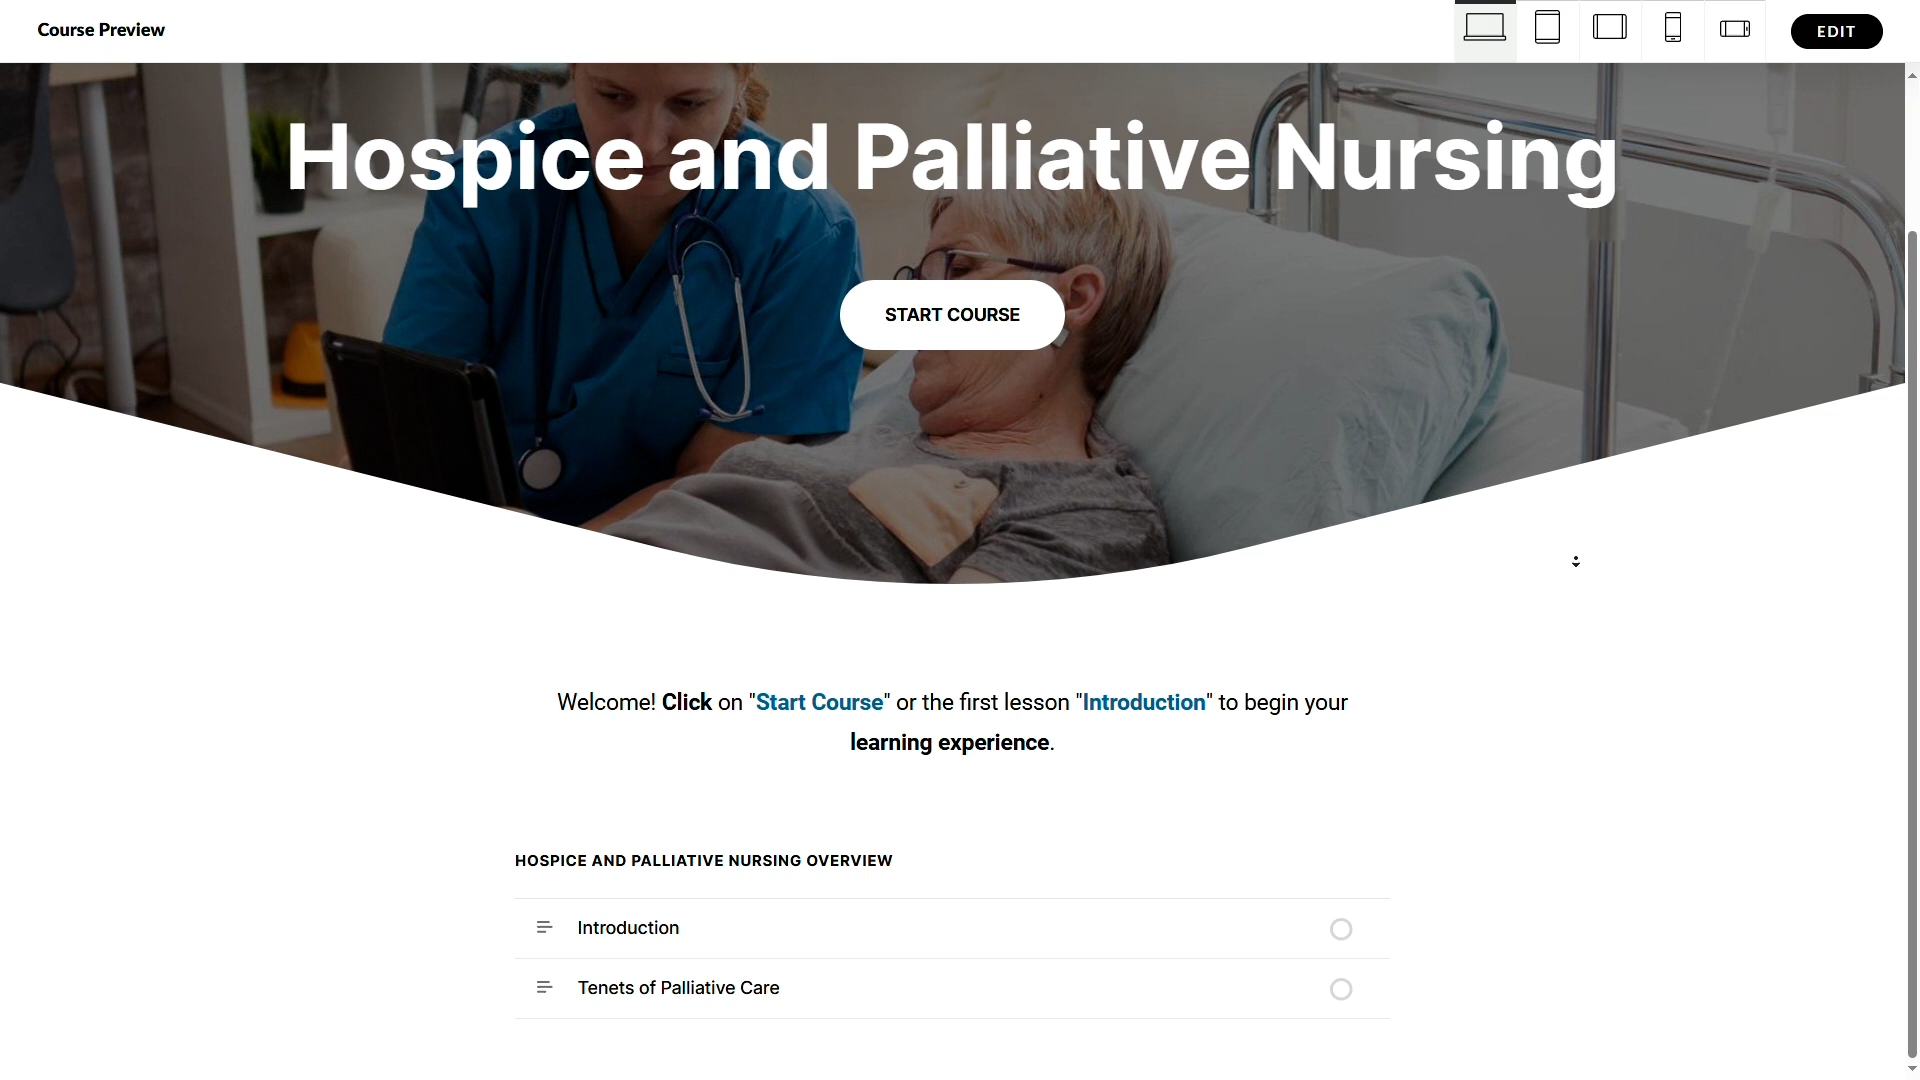 Course Preview
EDIT
Hospice and Palliative Nursing
START COURSE
Welcome! Click on "Start Course" or the first lesson "Introduction" to begin your
learning experience.
HOSPICE AND PALLIATIVE NURSING OVERVIEW
Introduction
Tenets of Palliative Care